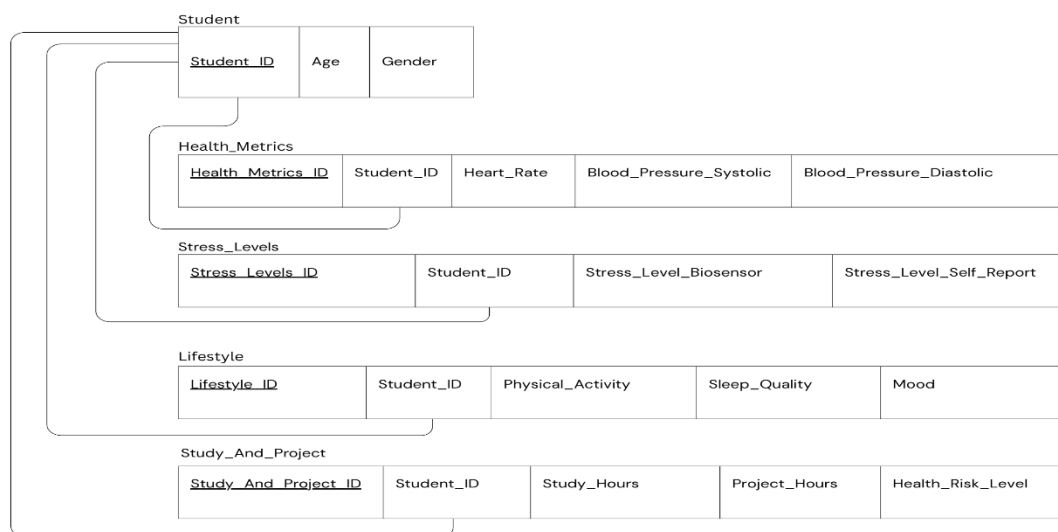 Student
Student_ID Age Gender
Health_Metrics
Health_Metrics_ID Student_ID Heart_Rate Blood_Pressure_Systolic Blood_Pressure_Diastolic
Stress_Levels
Stress_Levels_ID Student_ID Stress_Level_Biosensor Stress_Level_Self_Report
Lifestyle
Lifestyle_ID Student_ID Physical_Activity Sleep_Quality Mood
Study_And_Project
Study_And_Project_ID Student_ID Study_Hours Project_Hours Health_Risk_Level